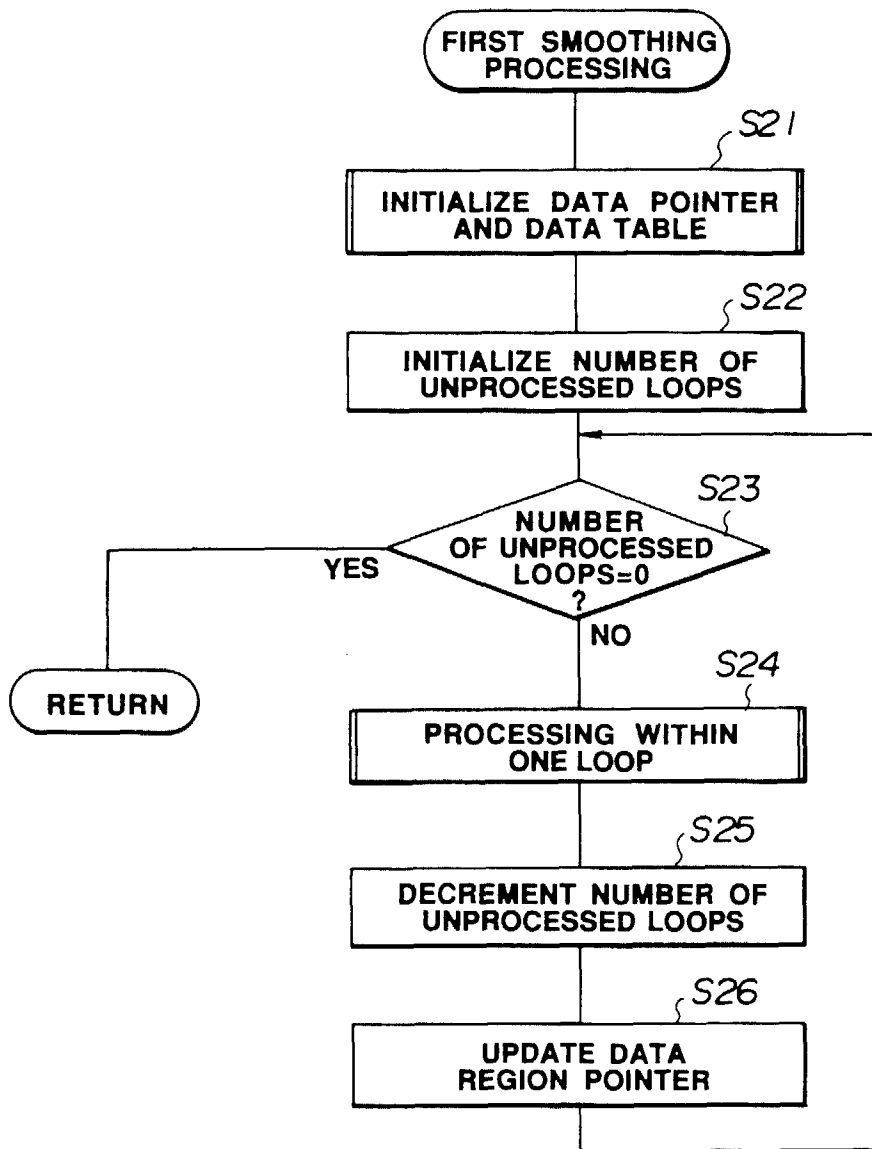 FIRST SMOOTHING
PROCESSING
S21
INITIALIZE DATA POINTER
AND DATA TABLE
S22
INITIALIZE NUMBER OF
UNPROCESSED LOOPS
S23
NUMBER
OF UNPROCESSED
LOOPS=0
?
YES
NO
RETURN
S24
PROCESSING WITHIN
ONE LOOP
S25
DECREMENT NUMBER OF
UNPROCESSED LOOPS
S26
UPDATE DATA
REGION POINTER